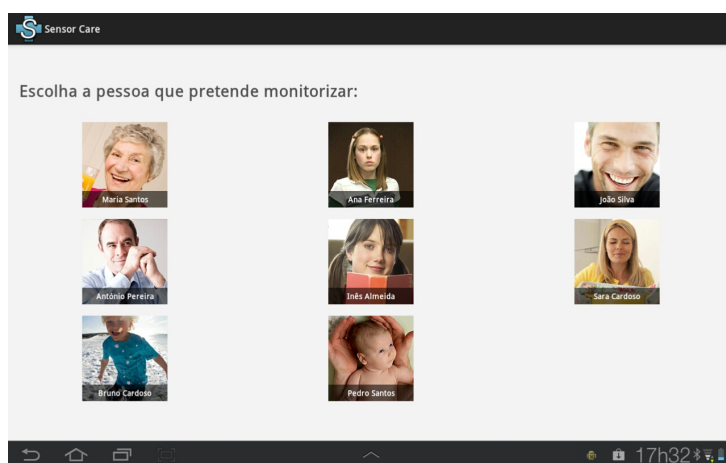 Sensor Care
Escolha a pessoa que pretende monitorizar:
Maria Santos
Ana Ferreira
João Silva
António Pereira
Inês Almeida
Sara Cardoso
Bruno Cardoso
Pedro Santos
17h32